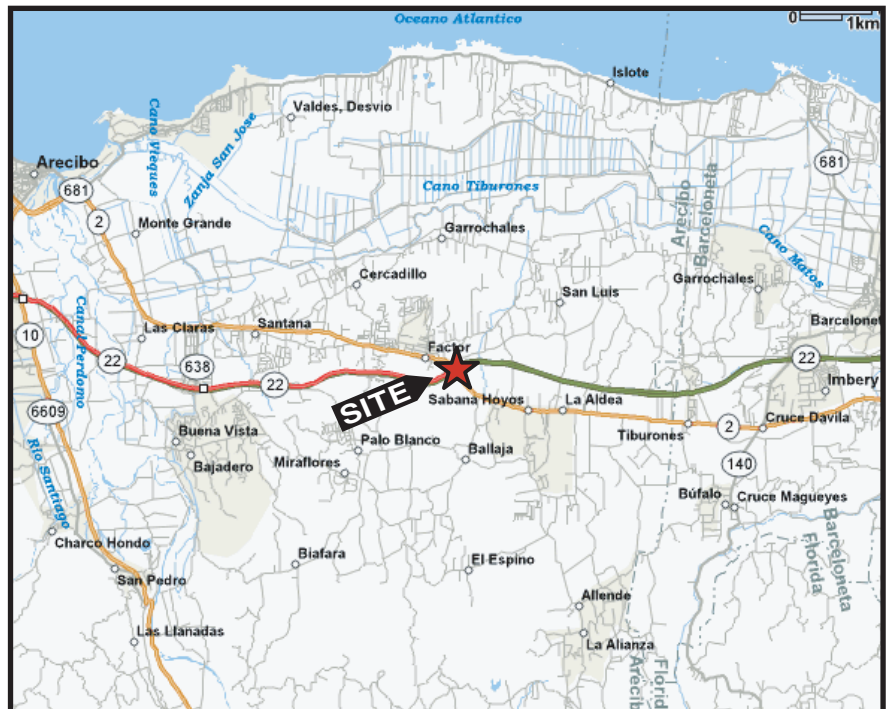 Oceano Atlantico
0 1km
Islote
Valdes, Desvio
Cano Vieques
Zanja San Jose
Arecibo
681
681
Cano Tiburones
2
Monte Grande
Arecibo
Barceloneta
Garrochales
Cano Matos
Cercadillo
Garrochales
San Luis
Canal Perdomo
10
Las Claras
Santana
Barcelonet
Factor
22
638
22
22
Imbery
SITE
Sabana Hoyos
La Aldea
6609
Tiburones
2
Cruce Davila
Buena Vista
Palo Blanco
Ballaja
Bajadero
Miraflores
140
Rio Santiago
Búfalo
Cruce Magueyes
Charco Hondo
Barceloneta
Florida
Biafara
El Espino
San Pedro
Allende
Las Llanadas
La Alianza
Arecib
Florid